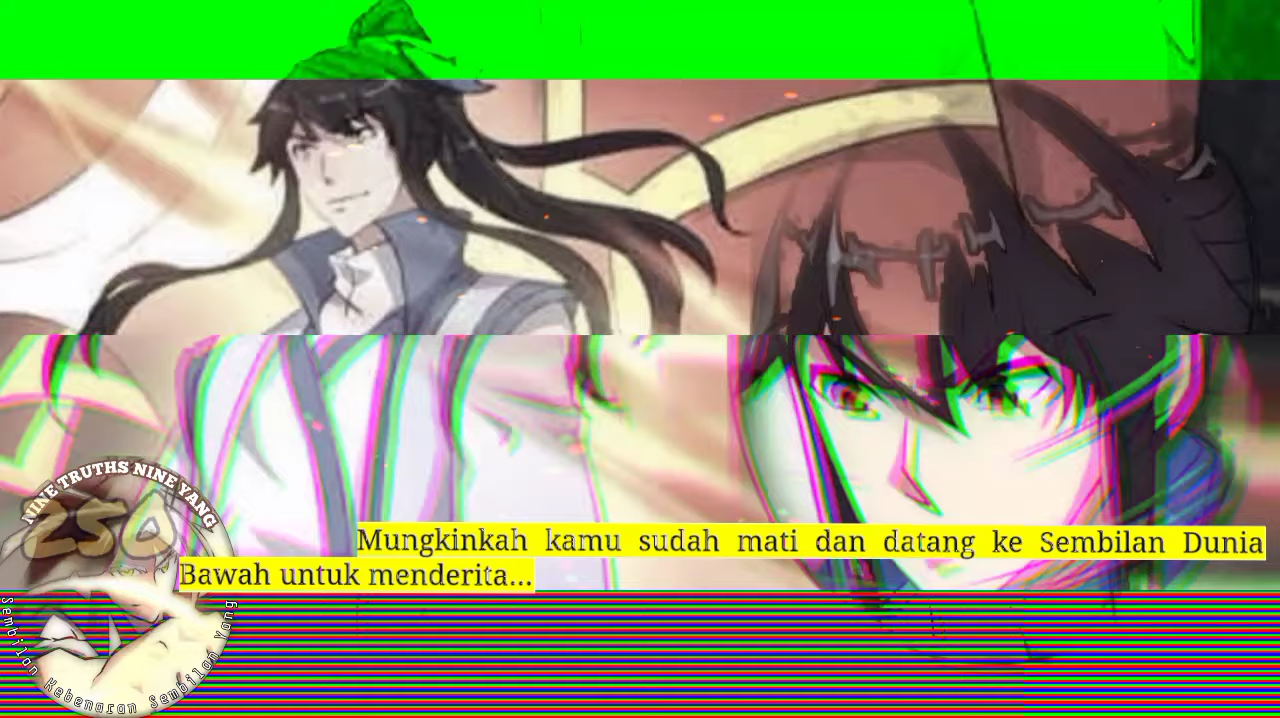 NINE TRUTHS NINE YANG
250
Mungkinkah kamu sudah mati dan datang ke Sembilan Dunia
Bawah untuk menderita...
Sembilan Kebenaran Sembilan Yang